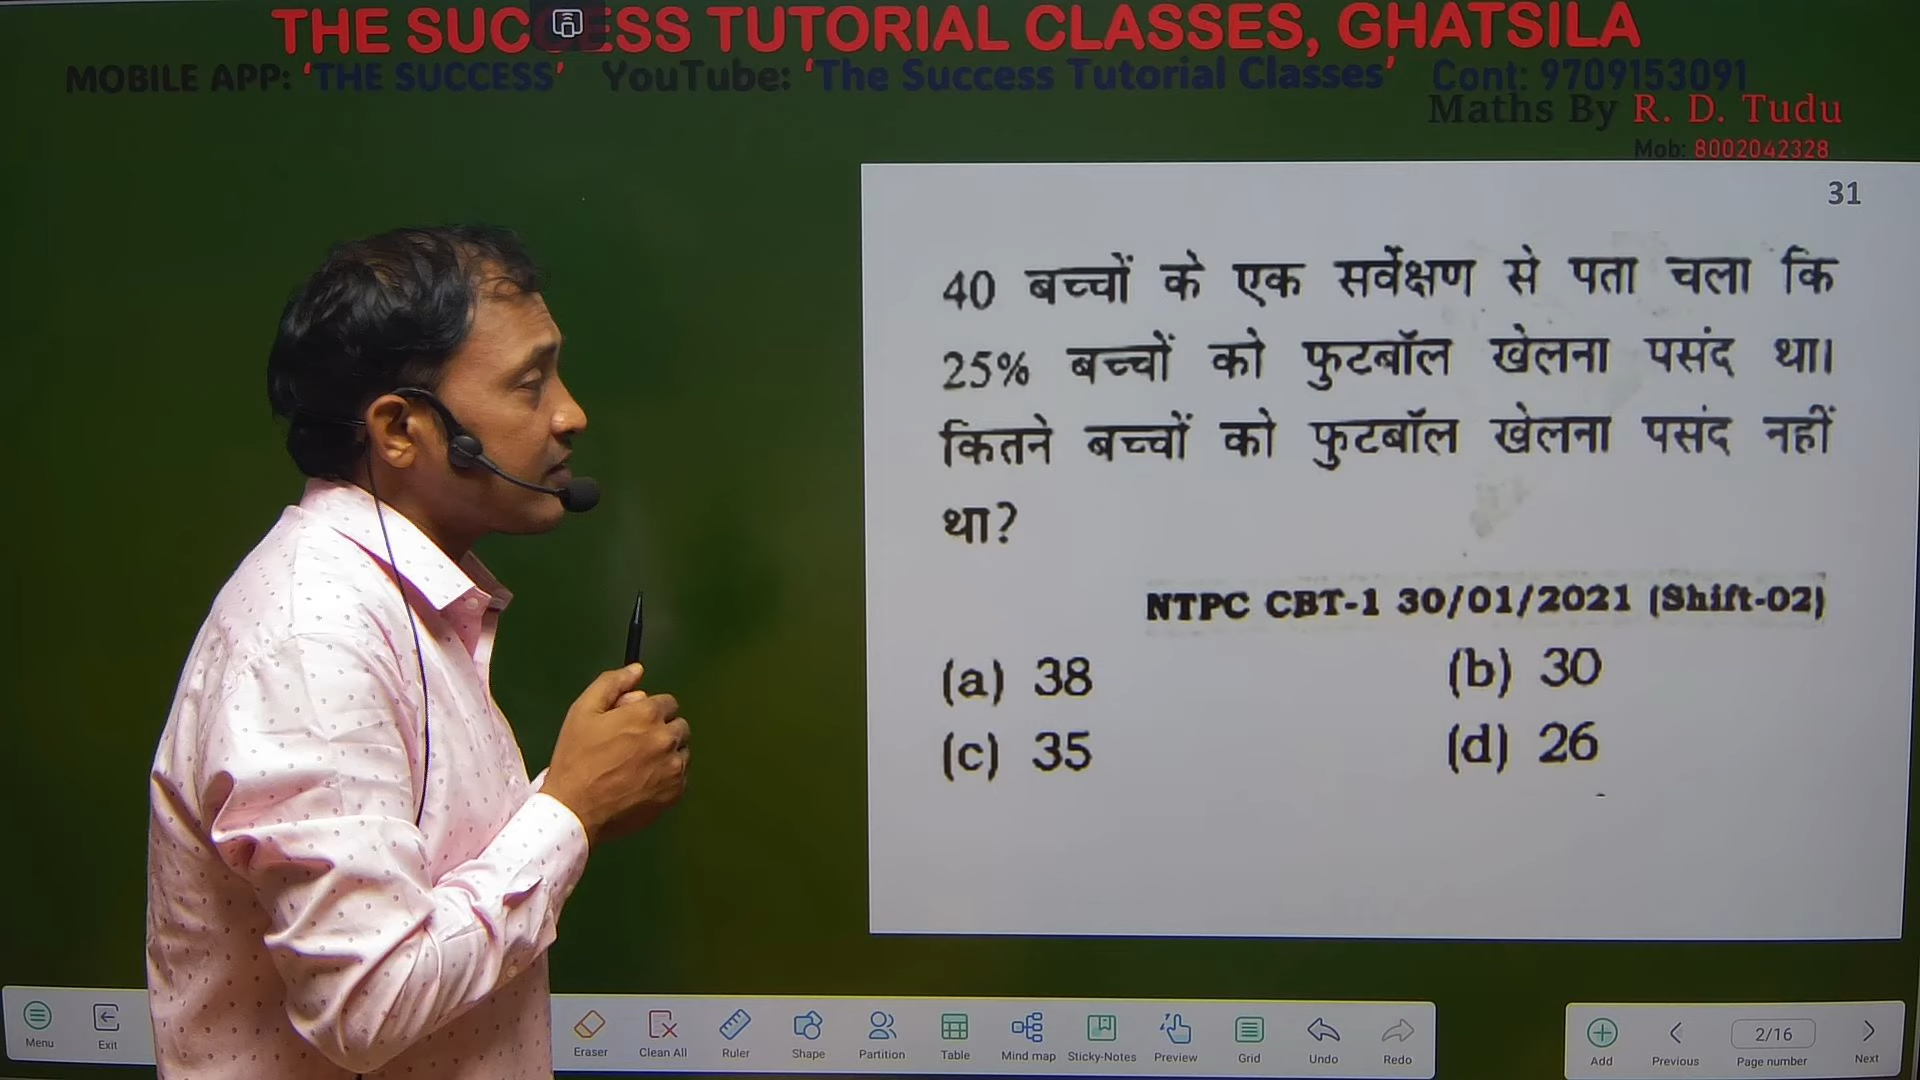 THE SUCCESS TUTORIAL CLASSES, GHATSILA
MOBILE APP: ‘THE SUCCESS’ YouTube: ‘The Success Tutorial Classes’ Cont: 9709153091
Maths By R. D. Tudu
Mob: 8002042328
31
40 बच्चों के एक सर्वेक्षण से पता चला कि
25% बच्चों को फुटबॉल खेलना पसंद था।
कितने बच्चों को फुटबॉल खेलना पसंद नहीं
था?
NTPC CBT-1 30/01/2021 (Shift-02)
(a) 38 (b) 30
(c) 35 (d) 26
Menu Exit Eraser Clean All Ruler Shape Partition Table Mind map Sticky-Notes Preview Grid Undo Redo Add Previous 2/16 Page number Next